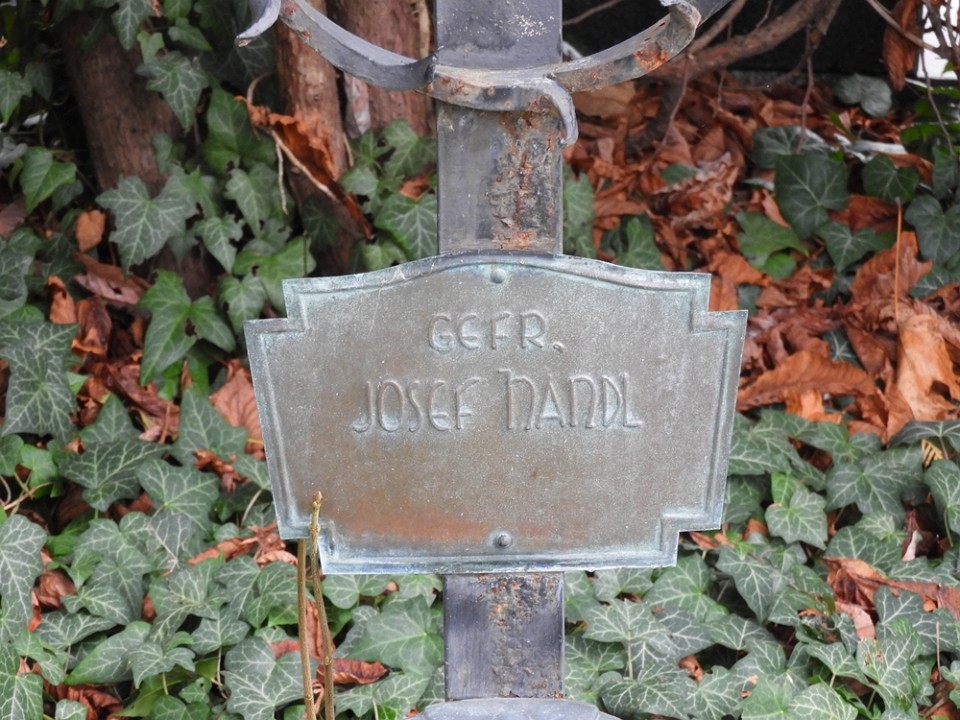 GEFR.
JOSEF NANDL